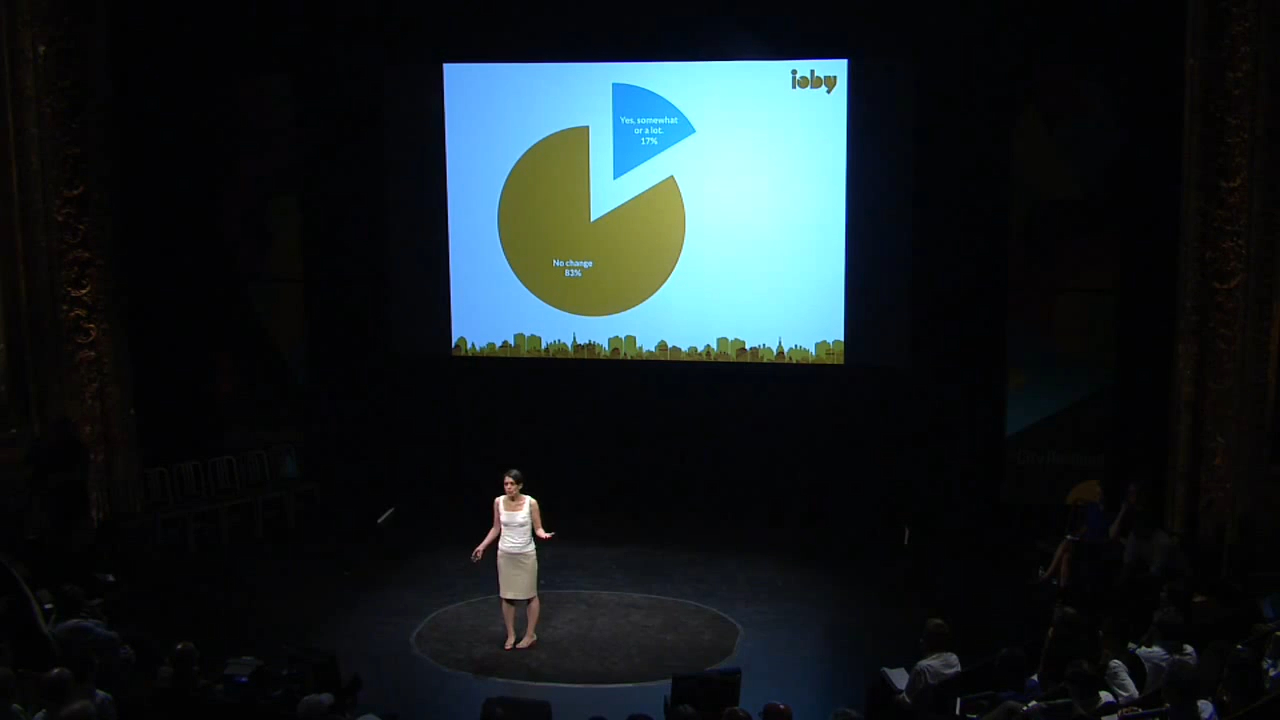 ioby
Yes, somewhat
or a lot.
17%
No change
83%